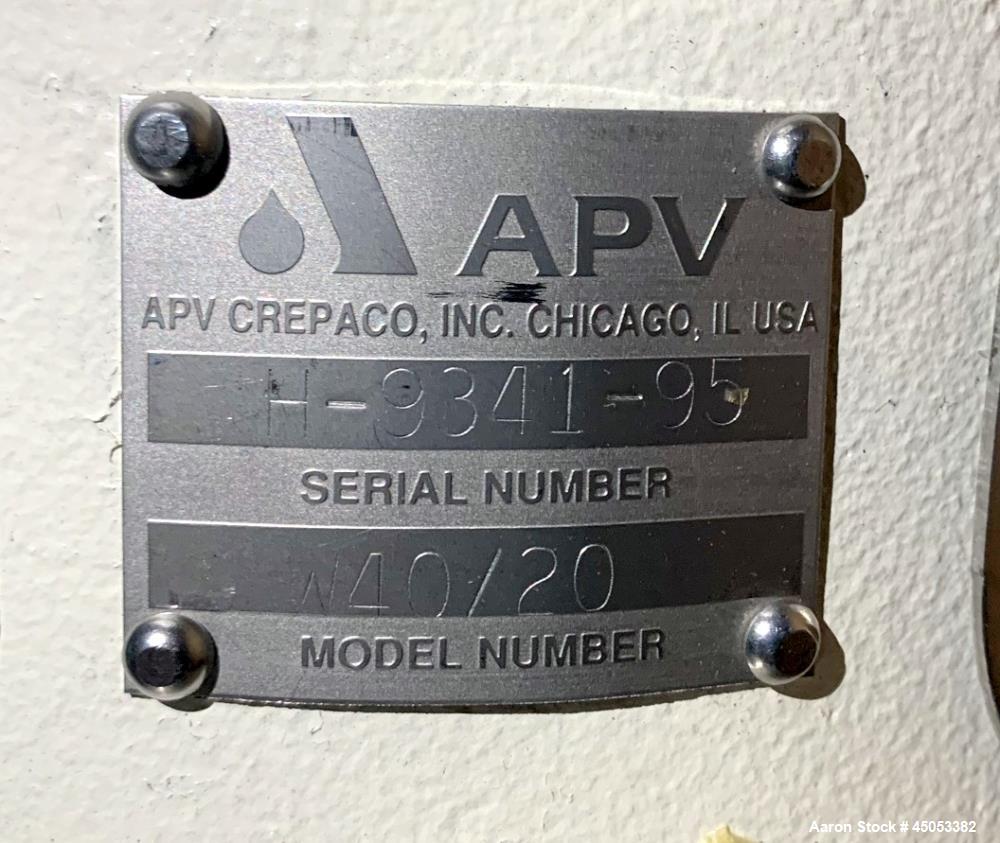 APV
APV CREPACO, INC. CHICAGO, IL USA
H-9341-95
SERIAL NUMBER
W40/20
MODEL NUMBER
Aaron Stock # 45053382